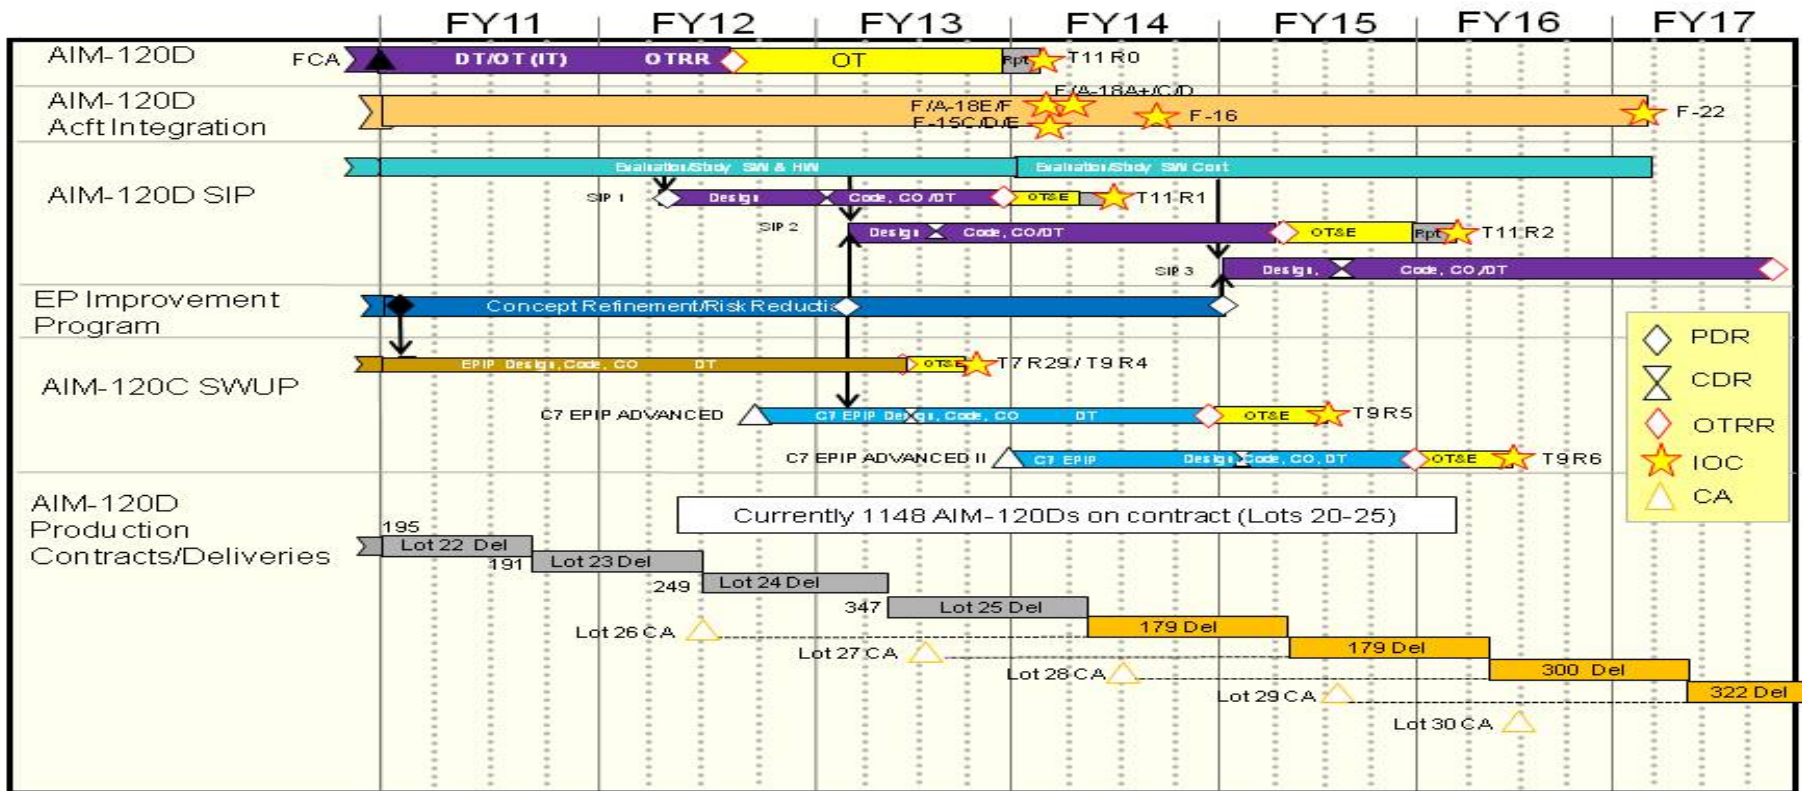 FY11 FY12 FY13 FY14 FY15 FY16 FY17
AIM-120D
FCA
DT/OT (IT)
OTRR
OT
Rpt
T11 R0
AIM-120D
Acft Integration
F/A-18E/F
F/A-18A+/C/D
F-15C/D/E
F-16
F-22
AIM-120D SIP
Evaluation/Study SW & HW
Evaluation/Study SW Cont
SIP 1
Design
Code, CO/DT
OT&E
T11 R1
SIP 2
Design
Code, CO/DT
OT&E
Rpt
T11 R2
SIP 3
Design,
Code, CO/DT
EP Improvement
Program
Concept Refinement/Risk Reductio
AIM-120C SWUP
EPIP Design, Code, CO
DT
OT&E
T7 R29 / T9 R4
C7 EPIP ADVANCED
C7 EPIP Design, Code, CO
DT
OT&E
T9 R5
C7 EPIP ADVANCED II
C7 EPIP
Design, Code, CO, DT
OT&E
T9 R6
PDR
CDR
OTRR
IOC
CA
AIM-120D
Production
Contracts/Deliveries
Currently 1148 AIM-120Ds on contract (Lots 20-25)
195
Lot 22 Del
191
Lot 23 Del
249
Lot 24 Del
347
Lot 25 Del
Lot 26 CA
179 Del
Lot 27 CA
179 Del
Lot 28 CA
300 Del
Lot 29 CA
322 Del
Lot 30 CA